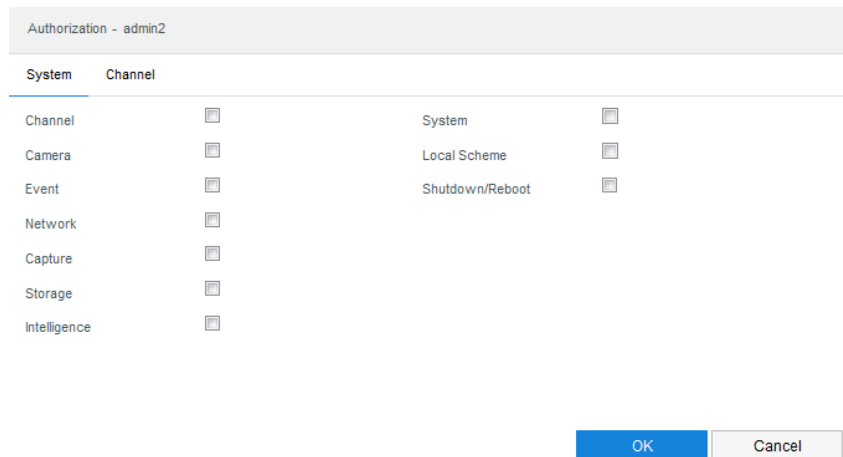 Authorization - admin2
System Channel
Channel System
Camera Local Scheme
Event Shutdown/Reboot
Network
Capture
Storage
Intelligence
OK Cancel